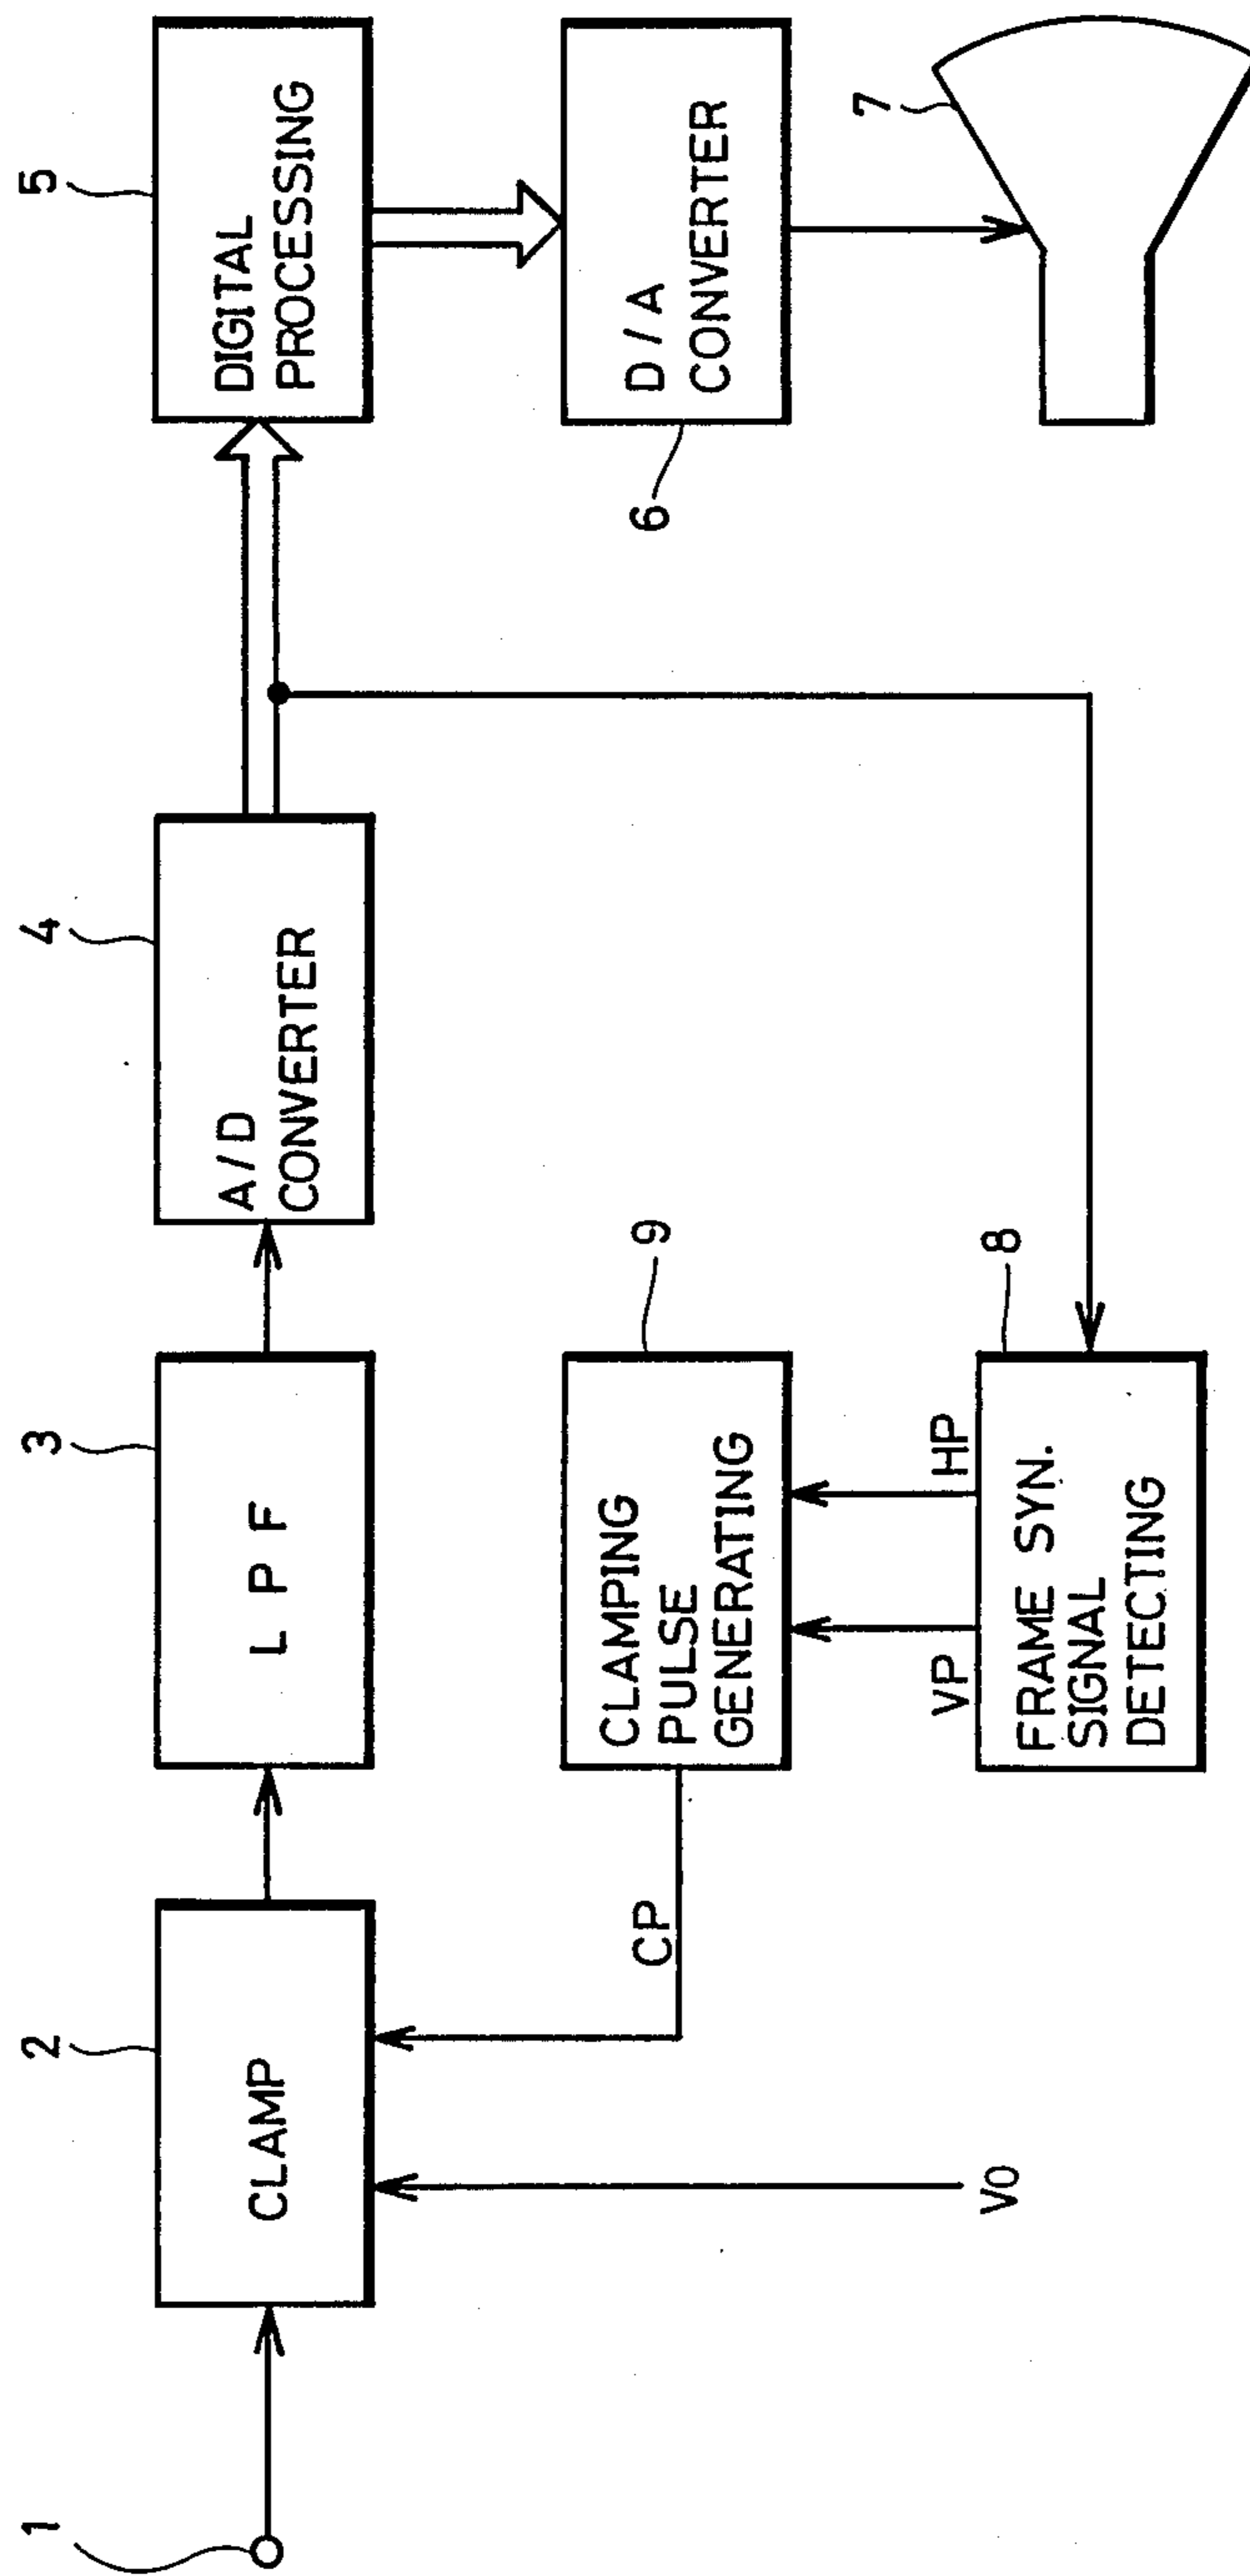 1
2
CLAMP
3
L P F
4
A/D
CONVERTER
5
DIGITAL
PROCESSING
V0
CP
9
CLAMPING
PULSE
GENERATING
6
D/A
CONVERTER
VP
HP
8
FRAME SYN.
SIGNAL
DETECTING
7